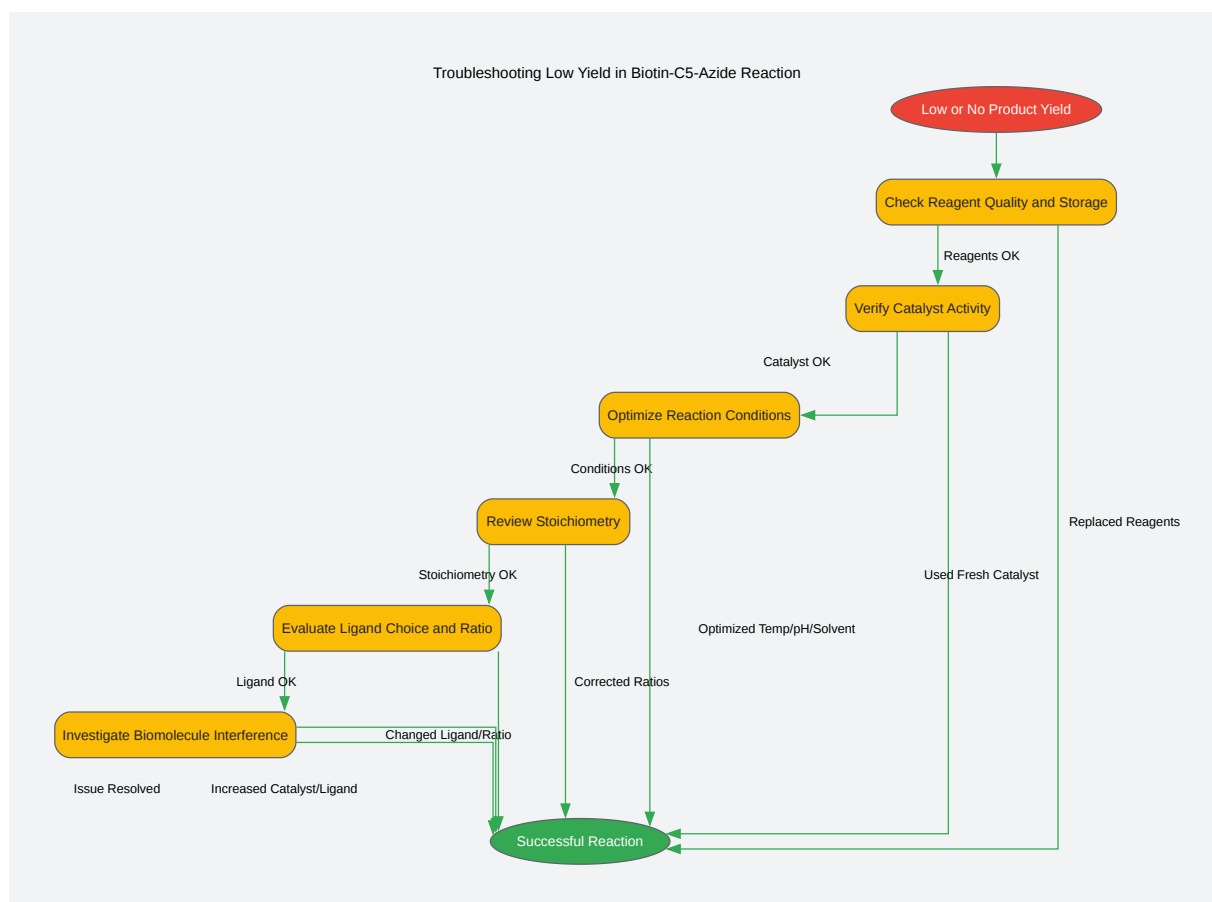 Troubleshooting Low Yield in Biotin-C5-Azide Reaction
Low or No Product Yield
Check Reagent Quality and Storage
Reagents OK
Verify Catalyst Activity
Catalyst OK
Optimize Reaction Conditions
Conditions OK
Review Stoichiometry
Replaced Reagents
Stoichiometry OK
Used Fresh Catalyst
Evaluate Ligand Choice and Ratio
Optimized Temp/pH/Solvent
Ligand OK
Corrected Ratios
Investigate Biomolecule Interference
Changed Ligand/Ratio
Issue Resolved
Increased Catalyst/Ligand
Successful Reaction